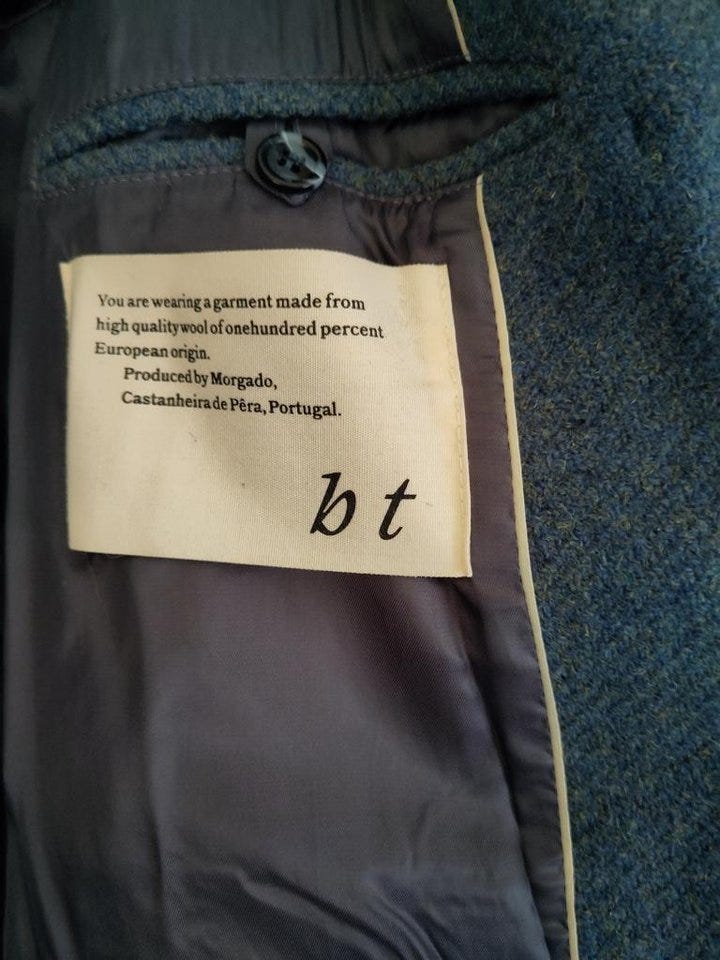 You are wearing a garment made from
high quality wool of onehundred percent
European origin.
Produced by Morgado,
Castanheira de Pêra, Portugal.
b t